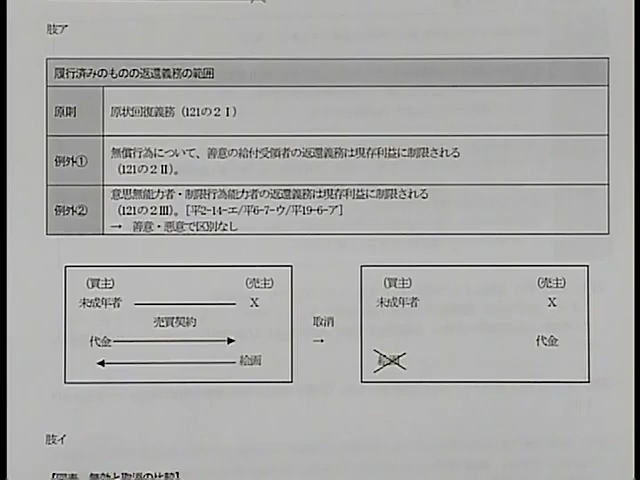 肢ア
履行済みのものの返還義務の範囲
原則 原状回復義務（121の2Ⅰ）
例外① 無償行為について、善意の給付受領者の返還義務は現存利益に制限される
（121の2Ⅱ）。
例外② 意思無能力者・制限行為能力者の返還義務は現存利益に制限される
（121の2Ⅲ）。［平2-14-エ/平6-7-ウ/平19-6-ア］
→ 善意・悪意で区別なし
（買主） （売主）
未成年者 X
売買契約
代金
絵画
取消
→
（買主） （売主）
未成年者 X
代金
絵画
肢イ